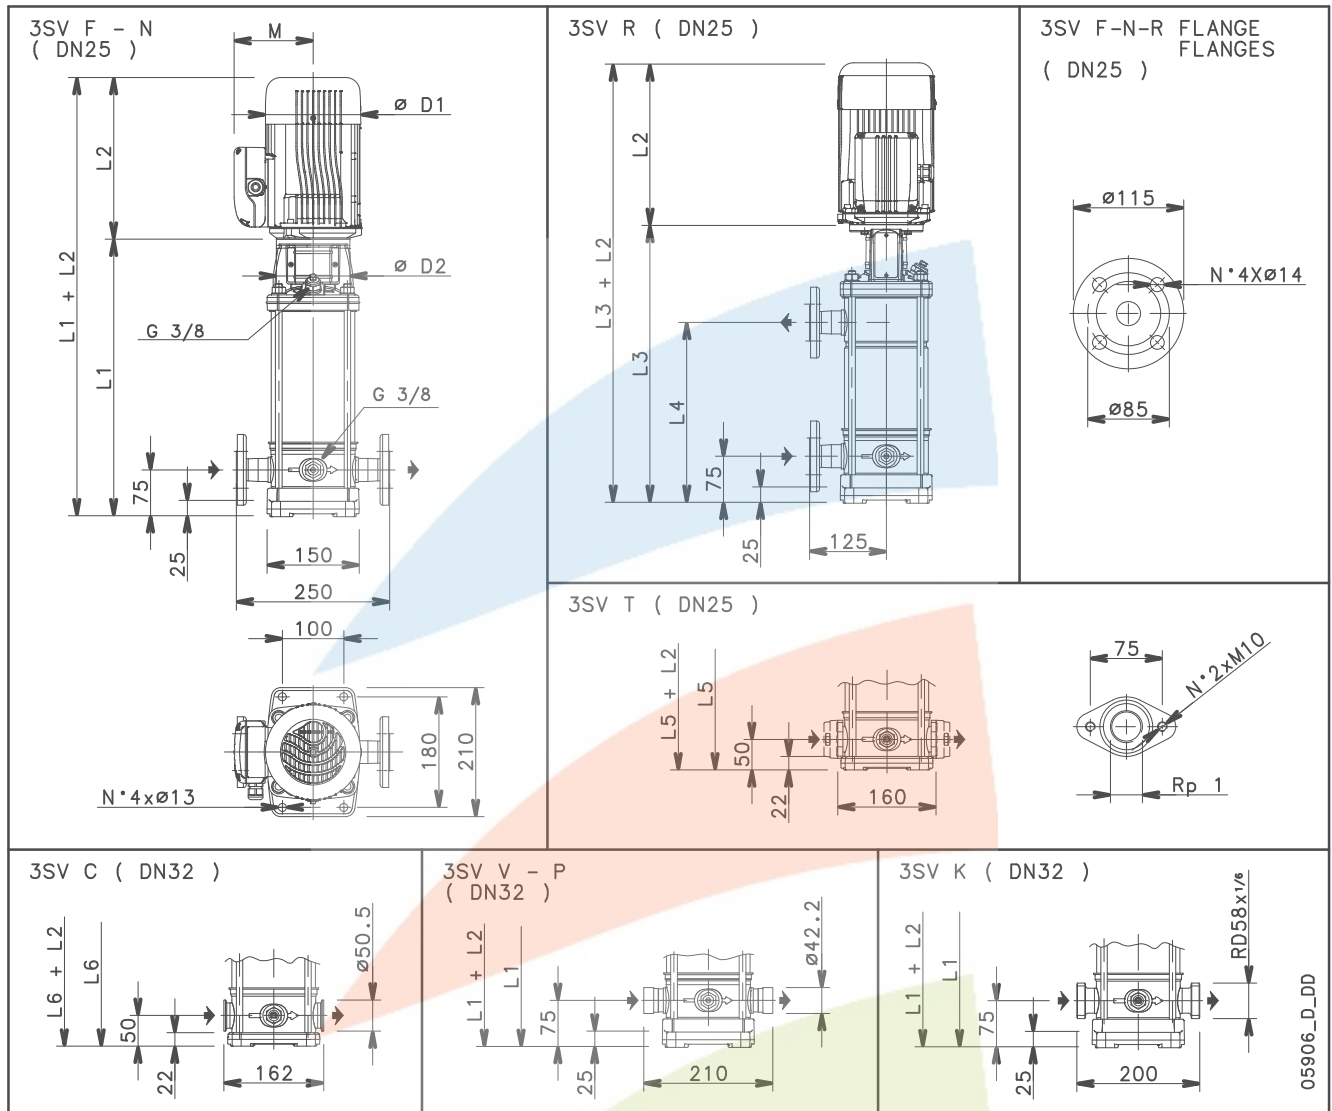 3SV F - N
( DN25 )
M
ø D1
L2
L1 + L2
ø D2
G 3/8
L1
G 3/8
75
25
150
250
100
180
210
N°4xø13
3SV R ( DN25 )
L2
L3 + L2
L3
L4
75
25
125
3SV F-N-R FLANGE
FLANGES
( DN25 )
ø115
N°4Xø14
ø85
3SV T ( DN25 )
L5 + L2
L5
50
22
160
75
N°2xM10
Rp 1
3SV C ( DN32 )
L6 + L2
L6
50
22
162
ø50.5
3SV V - P
( DN32 )
L1 + L2
L1
75
25
210
ø42.2
3SV K ( DN32 )
L1 + L2
L1
75
25
200
RD58x1/6
05906_D_DD